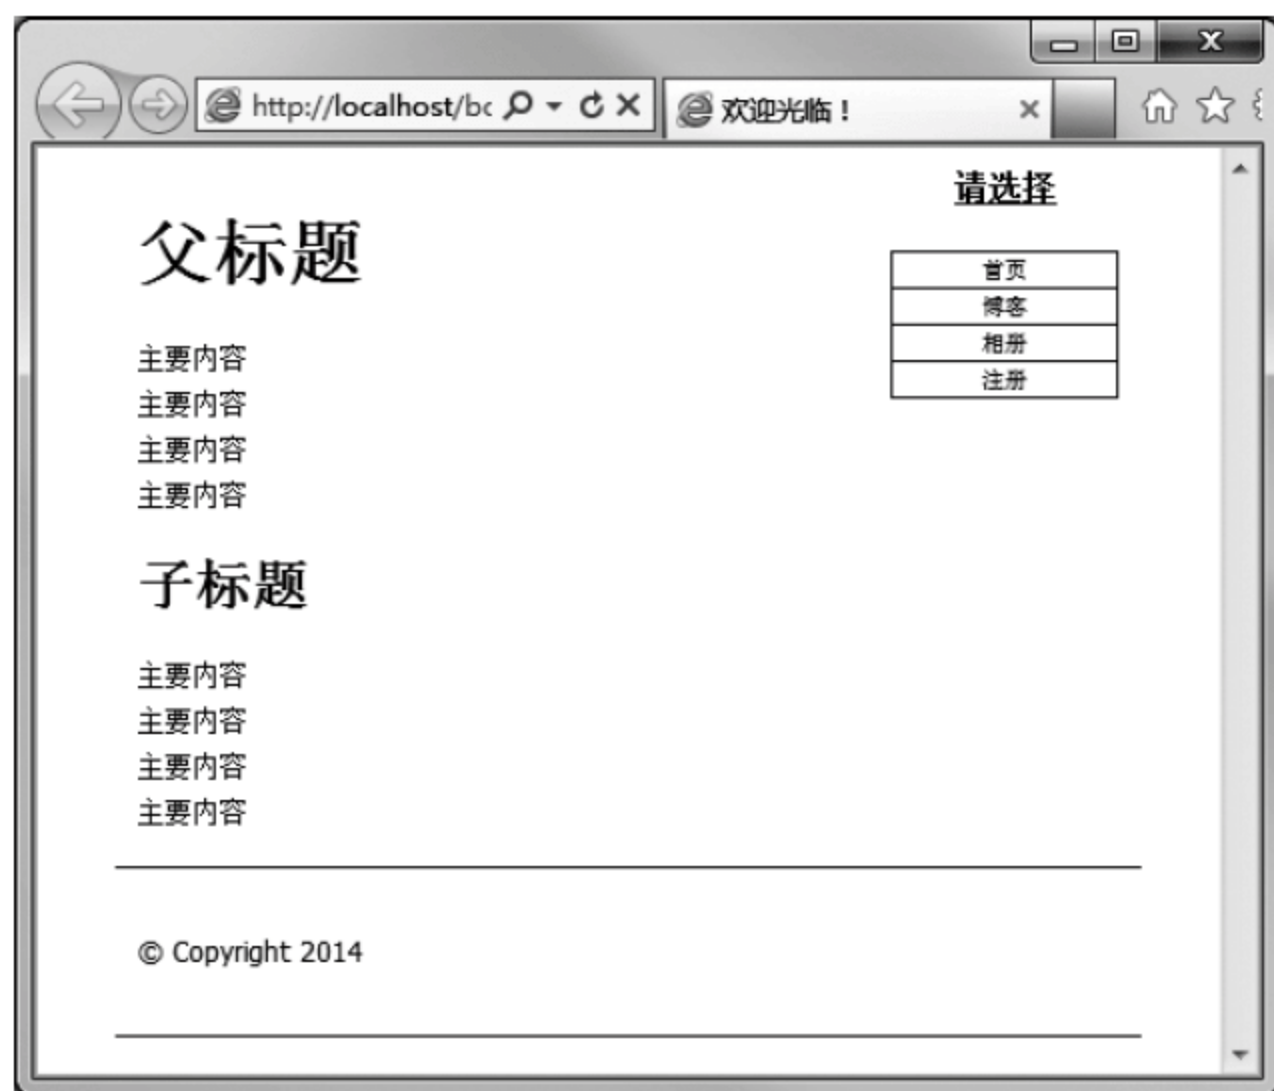 http://localhost/bc
欢迎光临！
请选择
首页
博客
相册
注册
父标题
主要内容
主要内容
主要内容
主要内容
子标题
主要内容
主要内容
主要内容
主要内容
© Copyright 2014